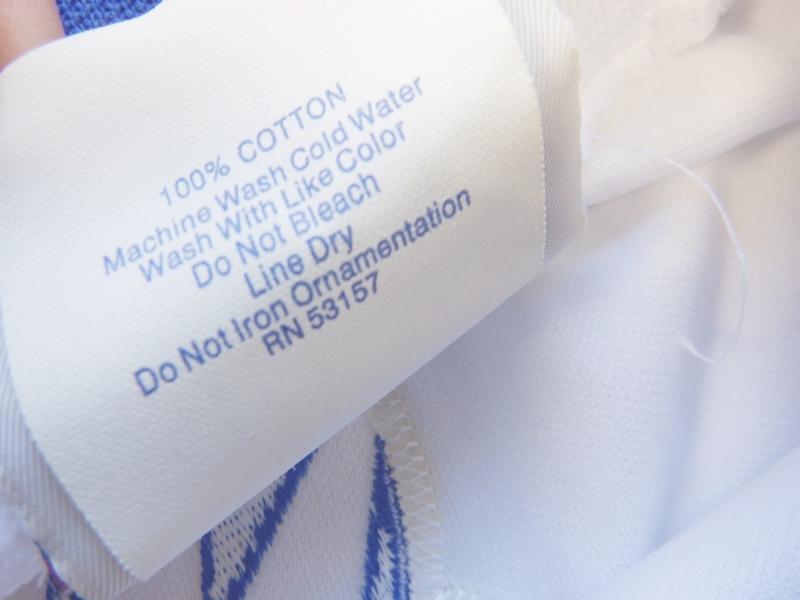 100% COTTON
Machine Wash Cold Water
Wash With Like Color
Do Not Bleach
Line Dry
Do Not Iron Ornamentation
RN 53157